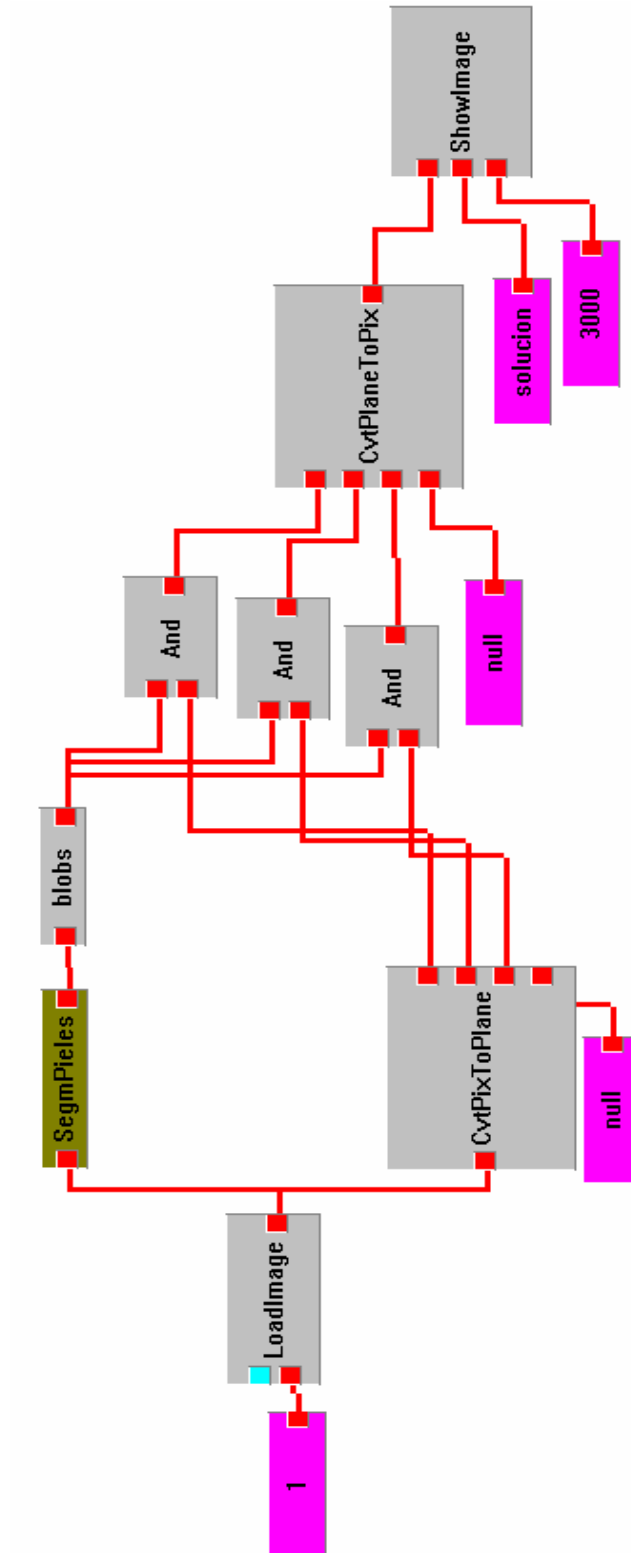 1
LoadImage
SegmPieles
blobs
CvtPixToPlane
null
And
And
And
null
CvtPlaneToPix
solucion
3000
ShowImage